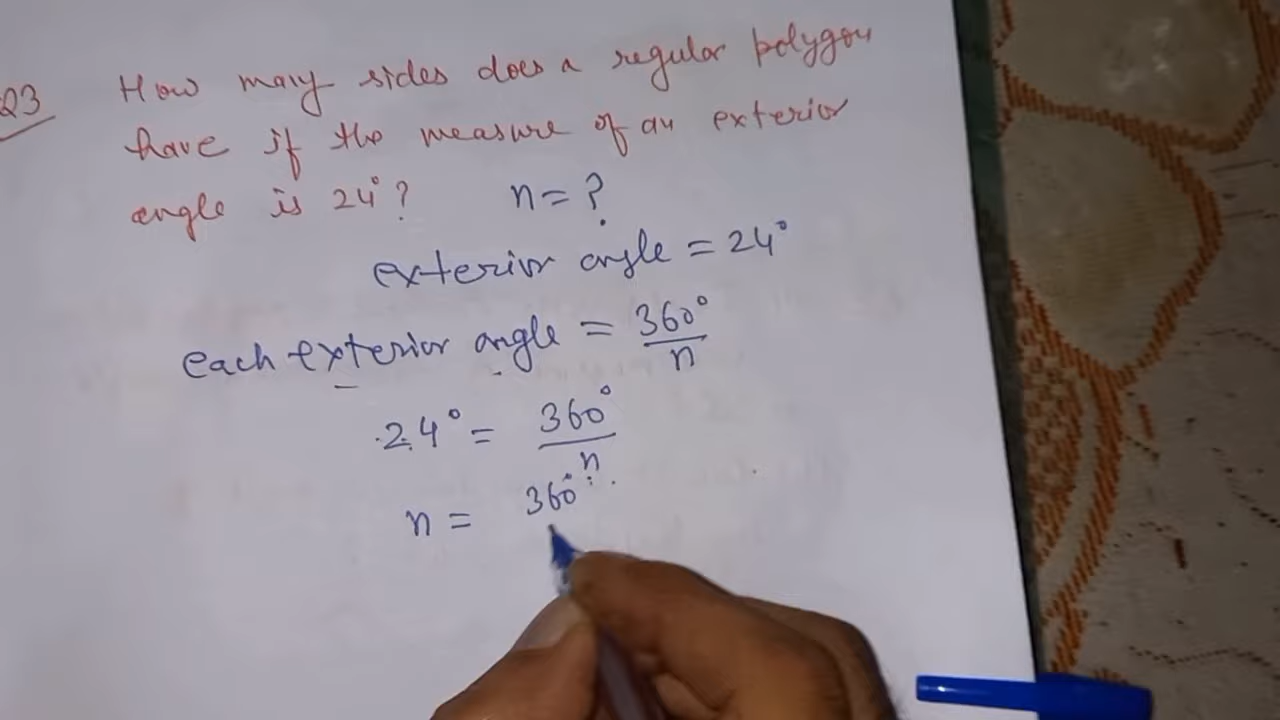 Q3 How many sides does a regular polygon
have if the measure of an exterior
angle is 24°? n = ?
exterior angle = 24°
each exterior angle = 360°/n
24° = 360°/n
n = 360°